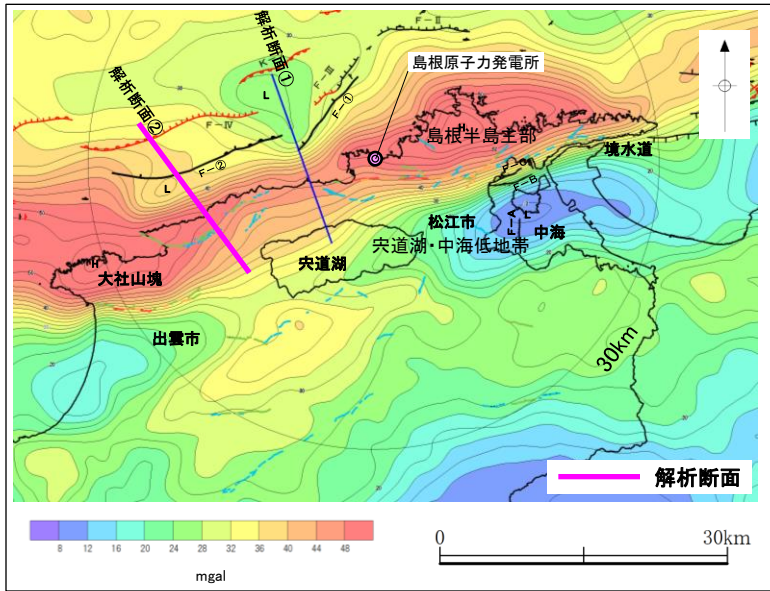 解析断面①
解析断面②
K
F-Ⅱ
F-Ⅲ
F-①
L
島根原子力発電所
F-Ⅳ
F-②
L
島根半島主部
境水道
F-B
F-A
L
松江市
中海
宍道湖・中海低地帯
宍道湖
H
大社山塊
出雲市
30km
解析断面
8 12 16 20 24 28 32 36 40 44 48
mgal
0 30km